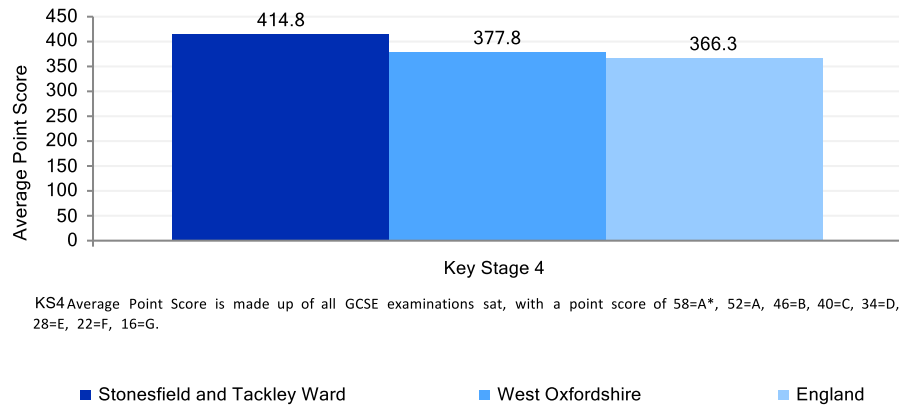 450
400
350
300
250
200
150
100
50
0
Average Point Score
414.8
377.8
366.3
Key Stage 4
KS4 Average Point Score is made up of all GCSE examinations sat, with a point score of 58=A*, 52=A, 46=B, 40=C, 34=D,
28=E, 22=F, 16=G.
Stonesfield and Tackley Ward West Oxfordshire England